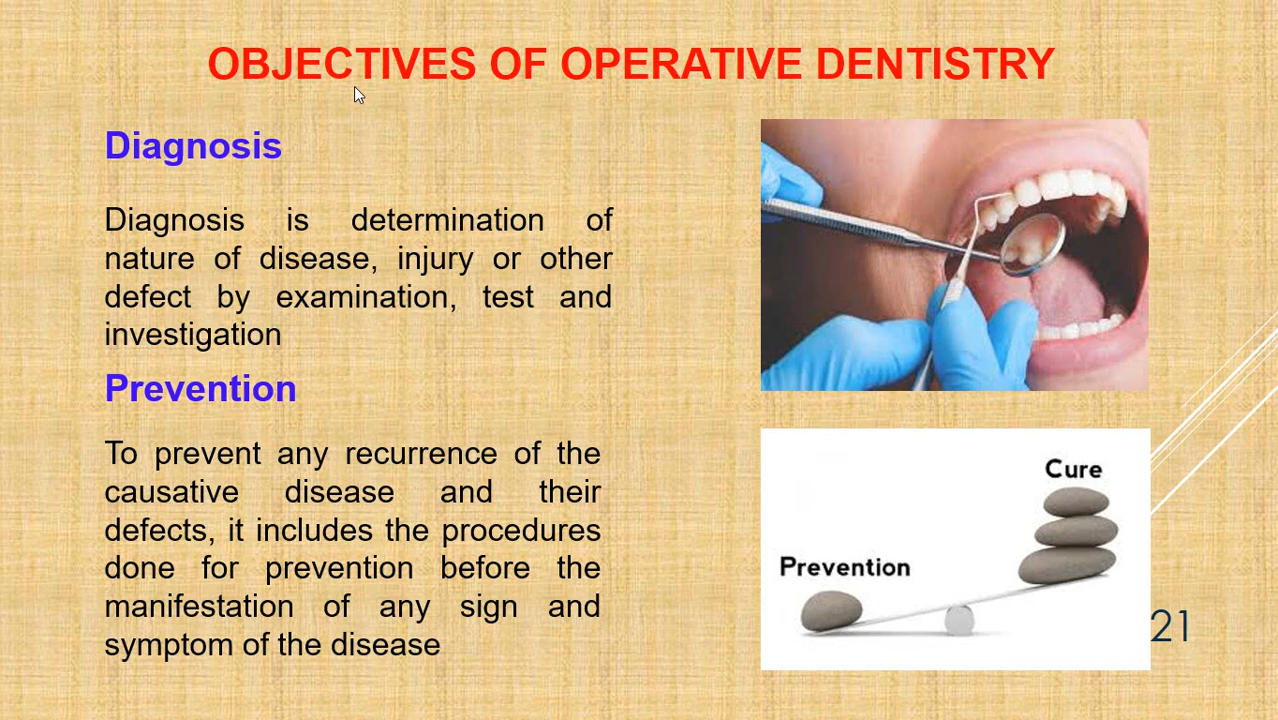 OBJECTIVES OF OPERATIVE DENTISTRY
Diagnosis
Diagnosis is determination of
nature of disease, injury or other
defect by examination, test and
investigation
Prevention
To prevent any recurrence of the
causative disease and their
defects, it includes the procedures
done for prevention before the
manifestation of any sign and
symptom of the disease
Cure
Prevention
21